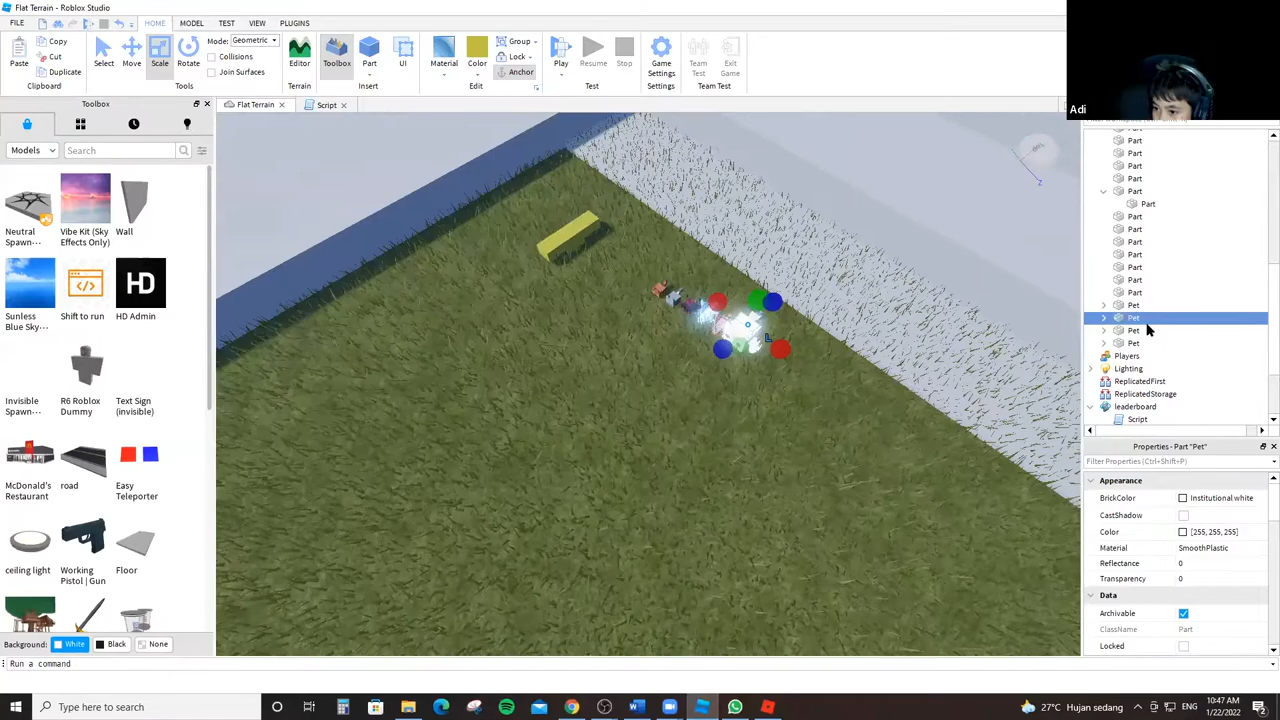 Flat Terrain - Roblox Studio
FILE HOME MODEL TEST VIEW PLUGINS
Paste Copy Cut Duplicate Clipboard
Select Move Scale Rotate Mode: Geometric Collisions Join Surfaces Tools
Editor Terrain
Toolbox Part UI Insert
Material Color Group Lock Anchor Edit
Play Resume Stop Test
Game Settings Settings
Team Test Exit Game Team Test
Adi
Toolbox
Flat Terrain Script
Models Search
Neutral Spawn... Vibe Kit (Sky Effects Only) Wall
HD
Sunless Blue Sky... Shift to run HD Admin
Invisible Spawn... R6 Roblox Dummy Text Sign (invisible)
McDonald's Restaurant road Easy Teleporter
ceiling light Working Pistol | Gun Floor
Background: White Black None
Run a command
Z
L
Part
Part
Part
Part
Part
Part
Part
Part
Part
Part
Part
Part
Part
Part
Pet
Pet
Pet
Pet
Players
Lighting
ReplicatedFirst
ReplicatedStorage
leaderboard
Script
Properties - Part "Pet"
Filter Properties (Ctrl+Shift+P)
Appearance
BrickColor Institutional white
CastShadow
Color [255, 255, 255]
Material SmoothPlastic
Reflectance 0
Transparency 0
Data
Archivable
ClassName Part
Locked
Type here to search
27°C Hujan sedang
10:47 AM
1/22/2022
2